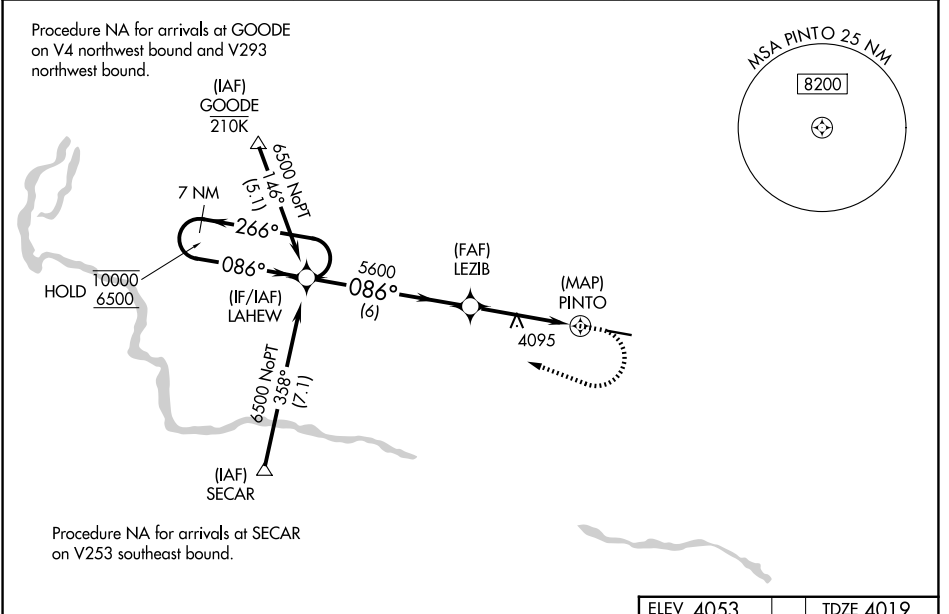 Procedure NA for arrivals at GOODE
on V4 northwest bound and V293
northwest bound.
MSA PINTO 25 NM
8200
(IAF)
GOODE
210K
6500 NoPT
146°
(5.1)
7 NM
266°
086°
HOLD
10000
6500
(IF/IAF)
LAHEW
5600
086°
(6)
(FAF)
LEZIB
(MAP)
PINTO
4095
6500 NoPT
358°
(7.1)
(IAF)
SECAR
Procedure NA for arrivals at SECAR
on V253 southeast bound.
ELEV 4053
TDZE 4019